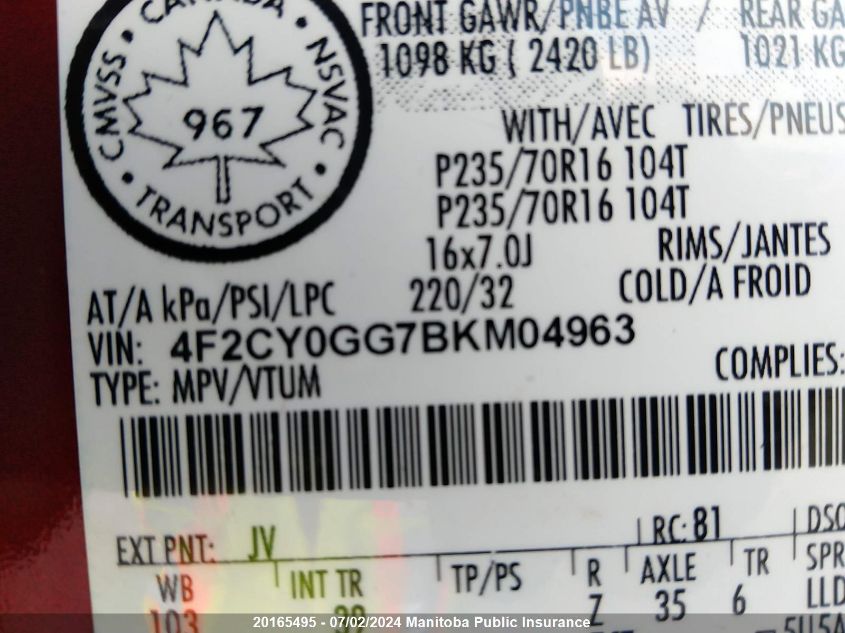 CANADA
CMVSS
NSVAC
967
TRANSPORT
FRONT GAWR/PNBE AV / REAR GA
1098 KG ( 2420 LB) 1021 KG
WITH/AVEC TIRES/PNEUS
P235/70R16 104T
P235/70R16 104T
16x7.0J RIMS/JANTES
AT/A kPa/PSI/LPC 220/32 COLD/A FROID
VIN: 4F2CY0GG7BKM04963
TYPE: MPV/VTUM COMPLIES:
EXT PNT: JV RC: 81 DSO
WB INT TR TP/PS R AXLE TR SPR
103 Z 35 6 LLD
20165495 - 07/02/2024 - Manitoba Public Insurance